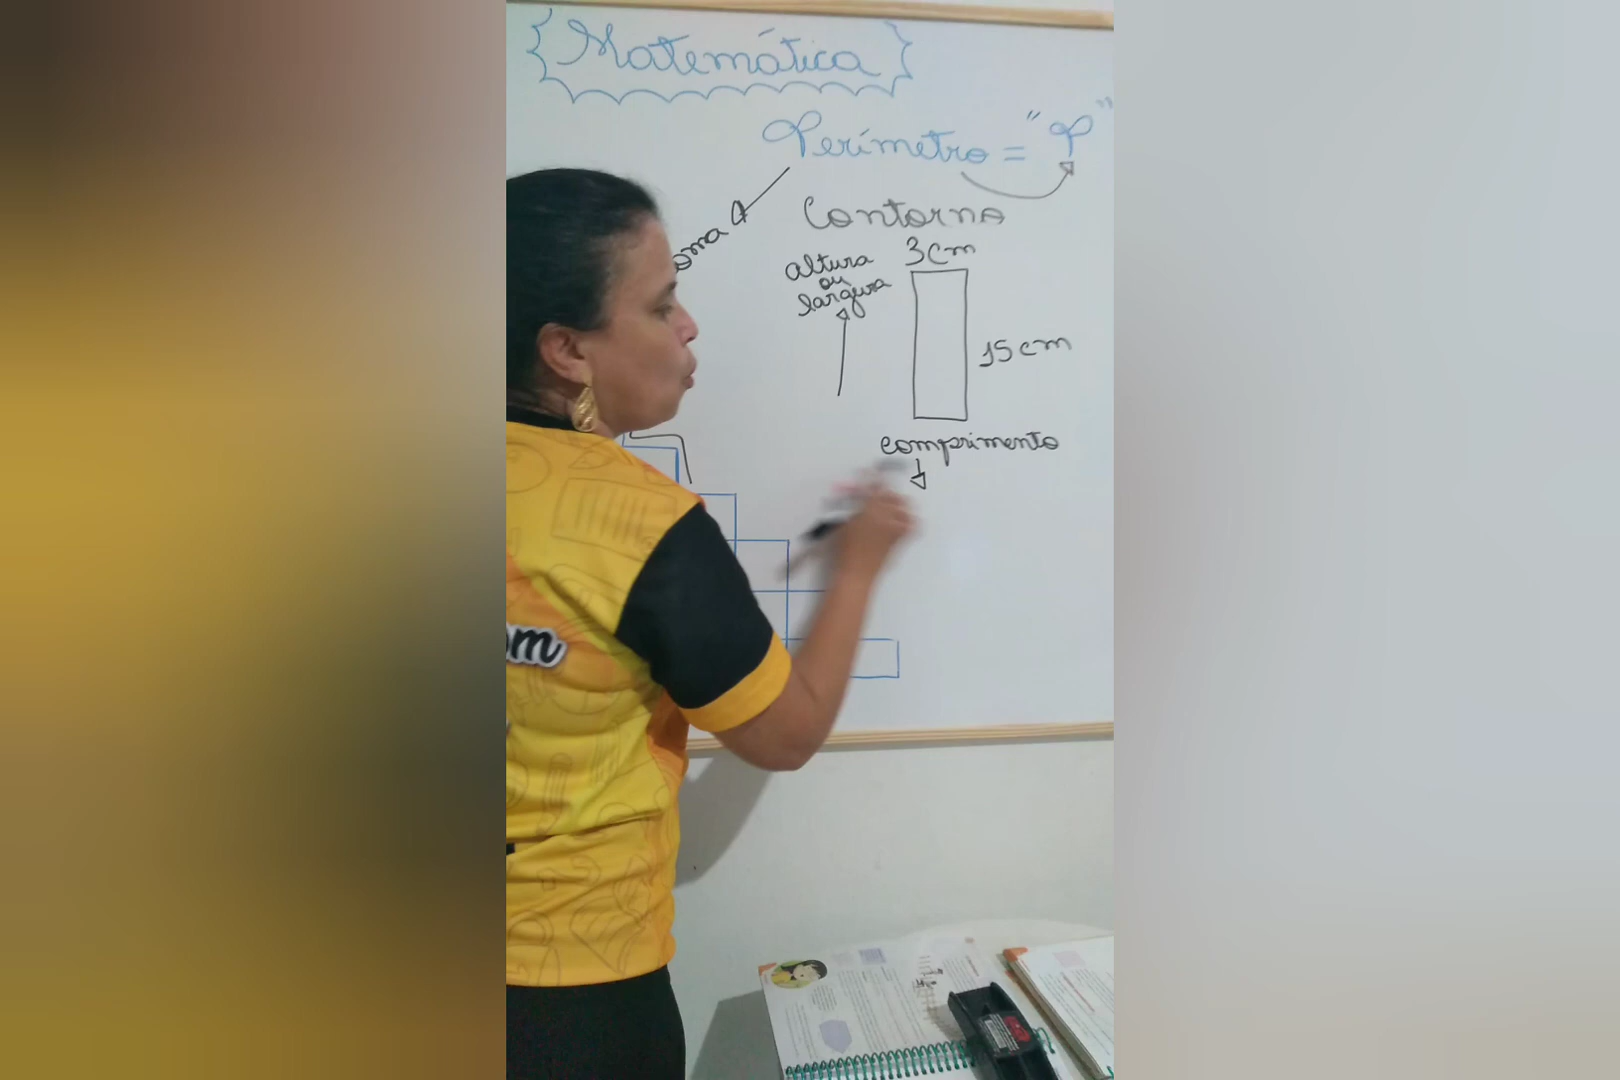 Matemática
Perímetro = "P"
Contorno
altura
ou
largura
3cm
15cm
comprimento